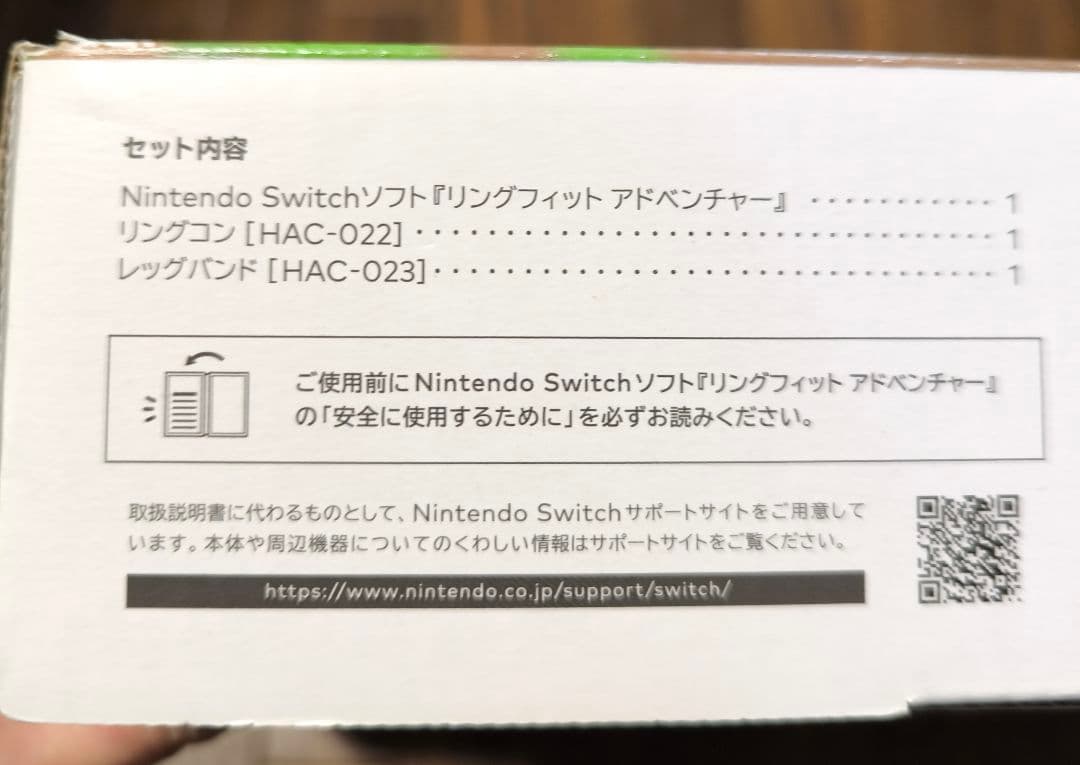 セット内容
Nintendo Switchソフト『リングフィット アドベンチャー』 ··········· 1
リングコン [HAC-022] ································ 1
レッグバンド [HAC-023] ······························· 1
ご使用前にNintendo Switchソフト『リングフィット アドベンチャー』
の「安全に使用するために」を必ずお読みください。
取扱説明書に代わるものとして、Nintendo Switchサポートサイトをご用意して
います。本体や周辺機器についてのくわしい情報はサポートサイトをご覧ください。
https://www.nintendo.co.jp/support/switch/